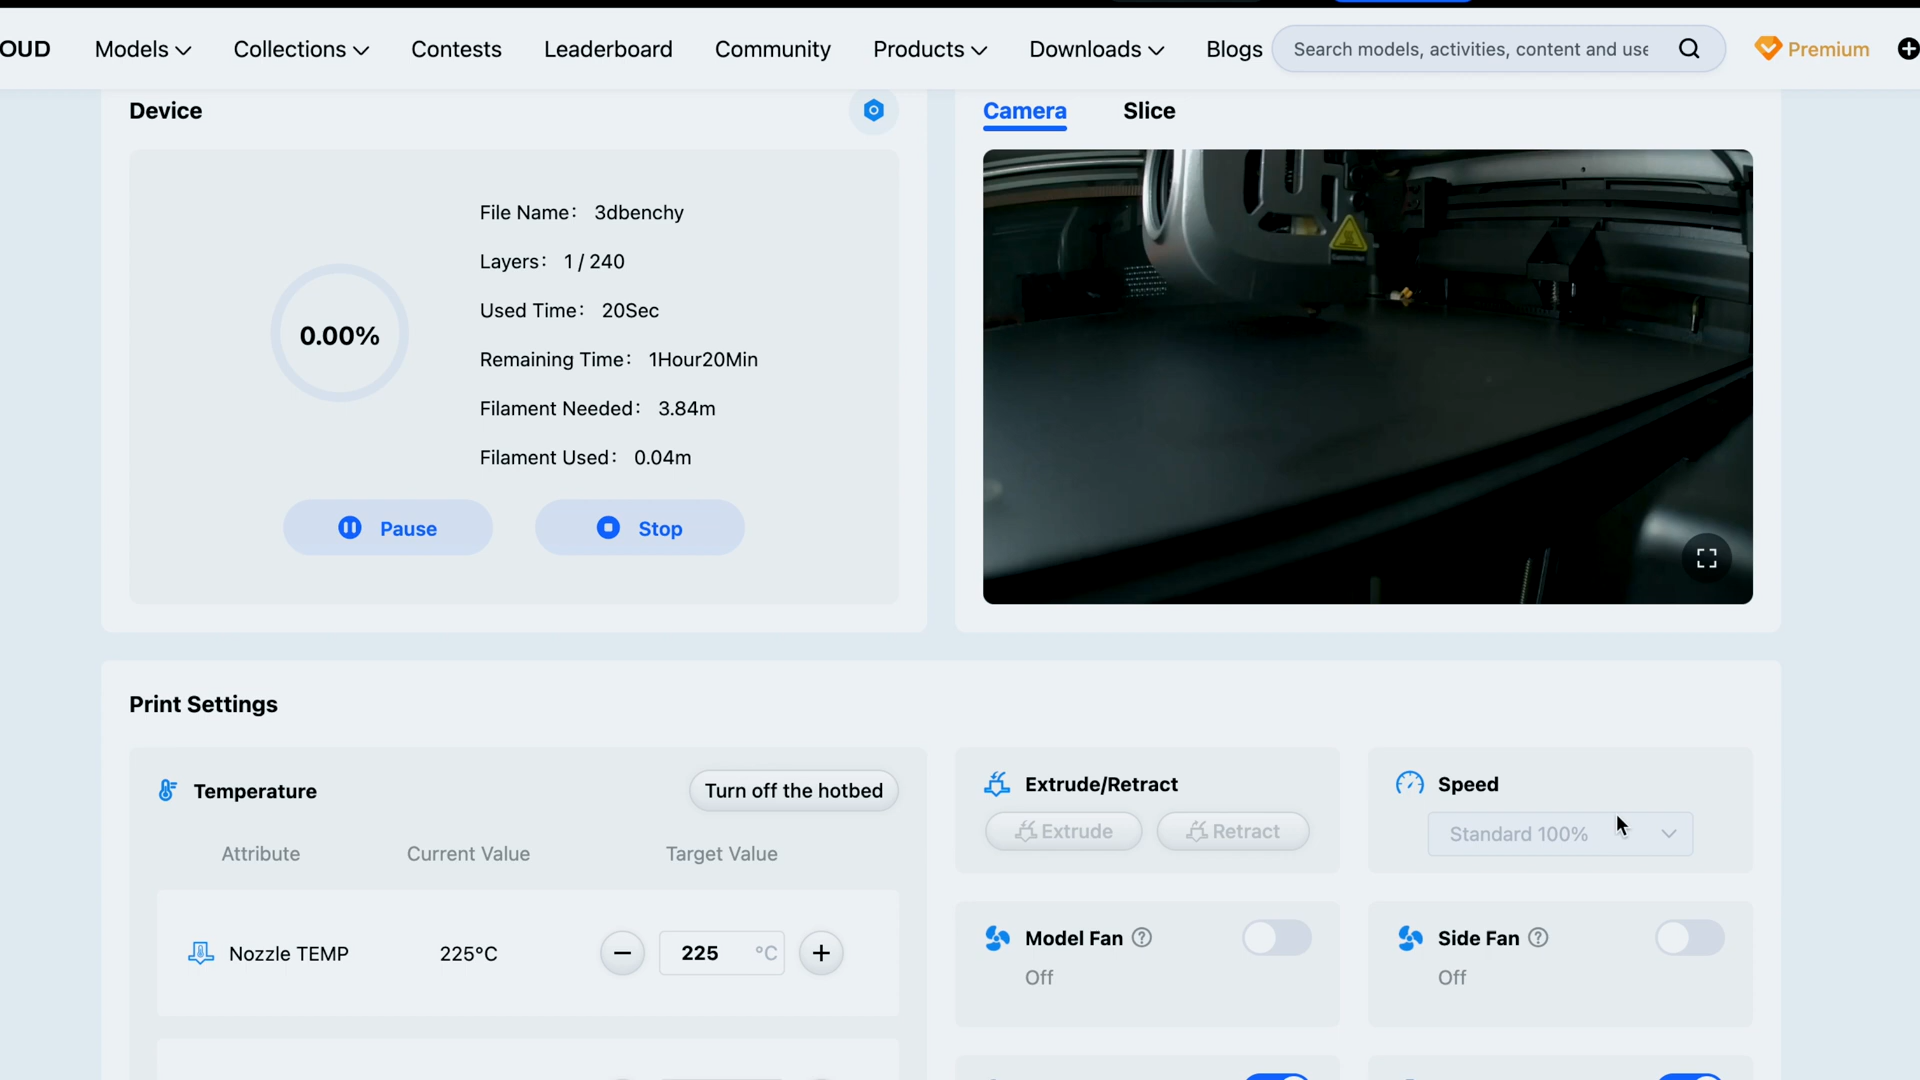 OUD Models Collections Contests Leaderboard Community Products Downloads Blogs Search models, activities, content and use Premium
Device
Camera Slice
File Name: 3dbenchy
Layers: 1 / 240
Used Time: 20Sec
0.00%
Remaining Time: 1Hour20Min
Filament Needed: 3.84m
Filament Used: 0.04m
Pause Stop
Print Settings
Temperature Turn off the hotbed
Extrude/Retract
Speed
Extrude Retract
Standard 100%
Attribute Current Value Target Value
Nozzle TEMP 225°C − 225 °C +
Model Fan ?
Off
Side Fan ?
Off